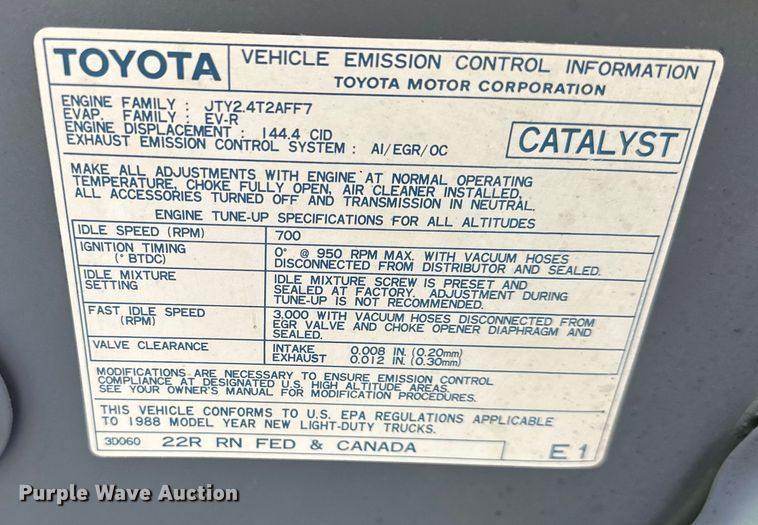 TOYOTA
VEHICLE EMISSION CONTROL INFORMATION
TOYOTA MOTOR CORPORATION
ENGINE FAMILY : JTY2.4T2AFF7
EVAP. FAMILY : EV-R
ENGINE DISPLACEMENT : 144.4 CID
EXHAUST EMISSION CONTROL SYSTEM : AI/EGR/OC
CATALYST
MAKE ALL ADJUSTMENTS WITH ENGINE AT NORMAL OPERATING
TEMPERATURE, CHOKE FULLY OPEN, AIR CLEANER INSTALLED,
ALL ACCESSORIES TURNED OFF AND TRANSMISSION IN NEUTRAL.
ENGINE TUNE-UP SPECIFICATIONS FOR ALL ALTITUDES
IDLE SPEED (RPM) 700
IGNITION TIMING 0° @ 950 RPM MAX. WITH VACUUM HOSES
(° BTDC) DISCONNECTED FROM DISTRIBUTOR AND SEALED.
IDLE MIXTURE IDLE MIXTURE SCREW IS PRESET AND
SETTING SEALED AT FACTORY. ADJUSTMENT DURING
TUNE-UP IS NOT RECOMMENDED.
FAST IDLE SPEED 3,000 WITH VACUUM HOSES DISCONNECTED FROM
(RPM) EGR VALVE AND CHOKE OPENER DIAPHRAGM AND
SEALED.
VALVE CLEARANCE INTAKE 0.008 IN. (0.20mm)
EXHAUST 0.012 IN. (0.30mm)
MODIFICATIONS ARE NECESSARY TO ENSURE EMISSION CONTROL
COMPLIANCE AT DESIGNATED U.S. HIGH ALTITUDE AREAS.
SEE YOUR OWNER'S MANUAL FOR MODIFICATION PROCEDURES.
THIS VEHICLE CONFORMS TO U.S. EPA REGULATIONS APPLICABLE
TO 1988 MODEL YEAR NEW LIGHT-DUTY TRUCKS.
3D060 22R RN FED & CANADA E 1
Purple Wave Auction